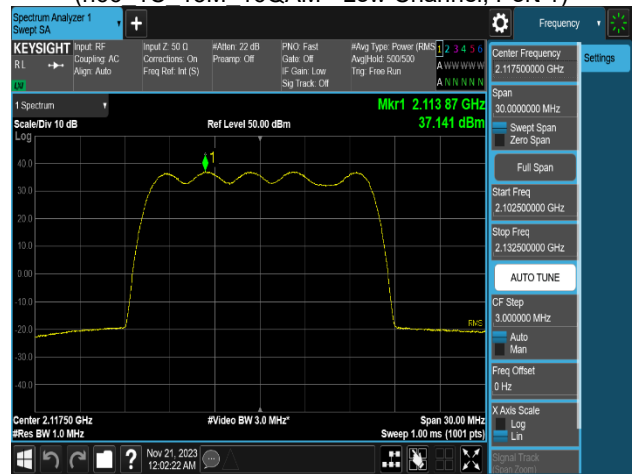 Spectrum Analyzer 1
Swept SA
+
Frequency
KEYSIGHT
RL
Input: RF
Coupling: AC
Align: Auto
Input Z: 50 Ω
Corrections: On
Freq Ref: Int (S)
#Atten: 22 dB
Preamp: Off
PNO: Fast
Gate: Off
IF Gain: Low
Sig Track: Off
#Avg Type: Power (RMS
Avg|Hold: 500/500
Trig: Free Run
1 2 3 4 5 6
A W W W W W
A N N N N N
1 Spectrum
Scale/Div 10 dB
Ref Level 50.00 dBm
Mkr1 2.113 87 GHz
37.141 dBm
Log
1
40.0
30.0
20.0
10.0
0.00
-10.0
-20.0
-30.0
-40.0
RMS
Center 2.11750 GHz
#Res BW 1.0 MHz
#Video BW 3.0 MHz*
Span 30.00 MHz
Sweep 1.00 ms (1001 pts)
Nov 21, 2023
12:02:22 AM
?
Center Frequency
2.117500000 GHz
Settings
Span
30.0000000 MHz
Swept Span
Zero Span
Full Span
Start Freq
2.102500000 GHz
Stop Freq
2.132500000 GHz
AUTO TUNE
CF Step
3.000000 MHz
Auto
Man
Freq Offset
0 Hz
X Axis Scale
Log
Lin
Signal Track
(Span Zoom)